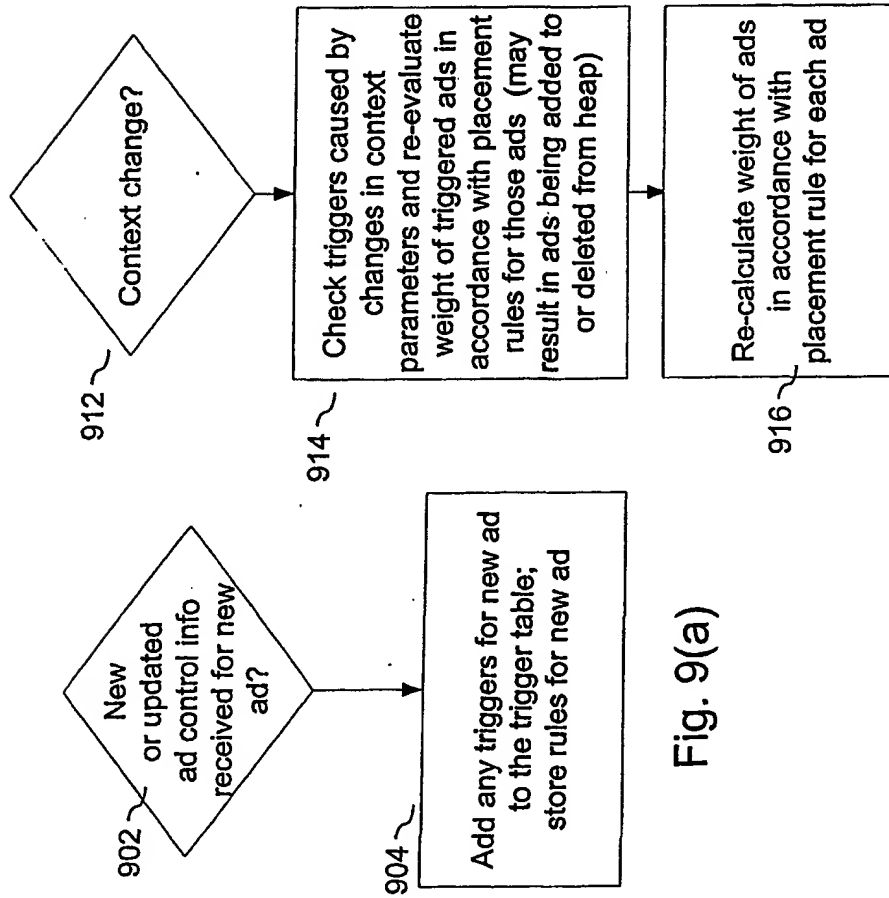 902
New
or updated
ad control info
received for new
ad?
904
Add any triggers for new ad
to the trigger table;
store rules for new ad
912
Context change?
914
Check triggers caused by
changes in context
parameters and re-evaluate
weight of triggered ads in
accordance with placement
rules for those ads (may
result in ads being added to
or deleted from heap)
916
Re-calculate weight of ads
in accordance with
placement rule for each ad
Fig. 9(a)